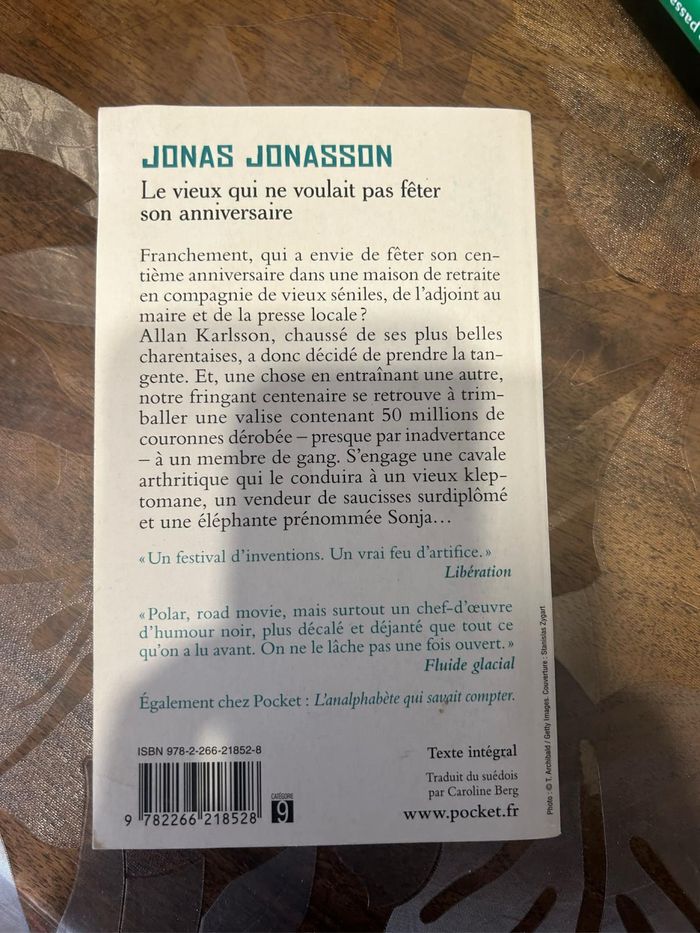 JONAS JONASSON
Le vieux qui ne voulait pas fêter
son anniversaire
Franchement, qui a envie de fêter son cen-
tième anniversaire dans une maison de retraite
en compagnie de vieux séniles, de l'adjoint au
maire et de la presse locale ?
Allan Karlsson, chaussé de ses plus belles
charentaises, a donc décidé de prendre la tan-
gente. Et, une chose en entraînant une autre,
notre fringant centenaire se retrouve à trim-
baller une valise contenant 50 millions de
couronnes dérobée – presque par inadvertance
– à un membre de gang. S'engage une cavale
arthritique qui le conduira à un vieux klep-
tomane, un vendeur de saucisses surdiplômé
et une éléphante prénommée Sonja…
« Un festival d'inventions. Un vrai feu d'artifice. »
Libération
« Polar, road movie, mais surtout un chef-d'œuvre
d'humour noir, plus décalé et déjanté que tout ce
qu'on a lu avant. On ne le lâche pas une fois ouvert. »
Fluide glacial
Également chez Pocket : L'analphabète qui savait compter.
ISBN 978-2-266-21852-8
9 782266 218528
CATÉGORIE
9
Texte intégral
Traduit du suédois
par Caroline Berg
www.pocket.fr
Photo : © T. Archibald / Getty Images. Couverture : Stanislas Zygart